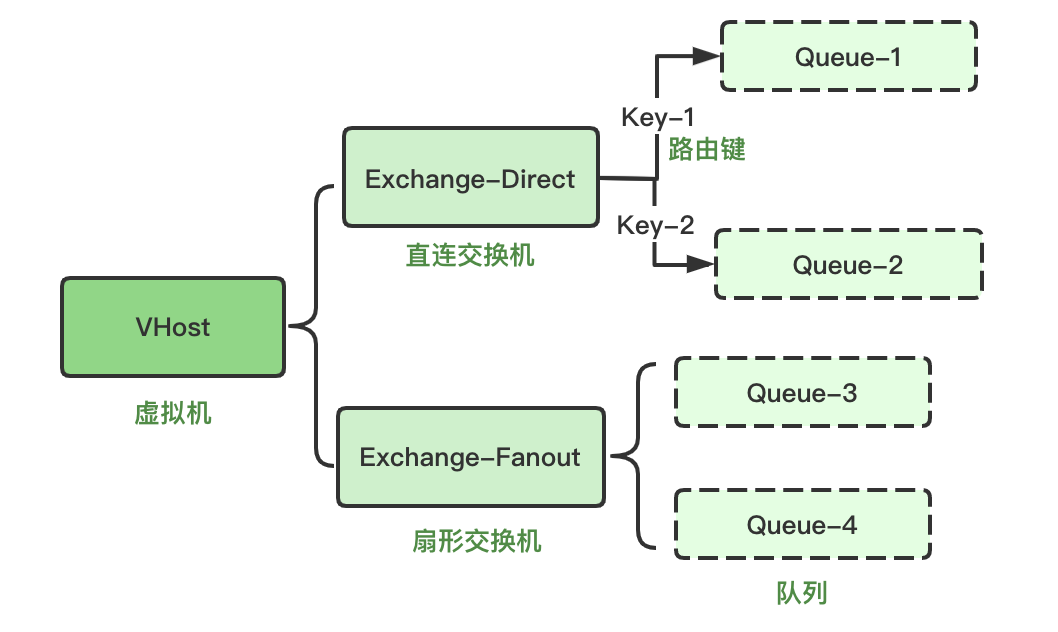 Queue-1
Key-1
路由键
Exchange-Direct
Key-2
直连交换机
Queue-2
VHost
虚拟机
Queue-3
Exchange-Fanout
扇形交换机
Queue-4
队列